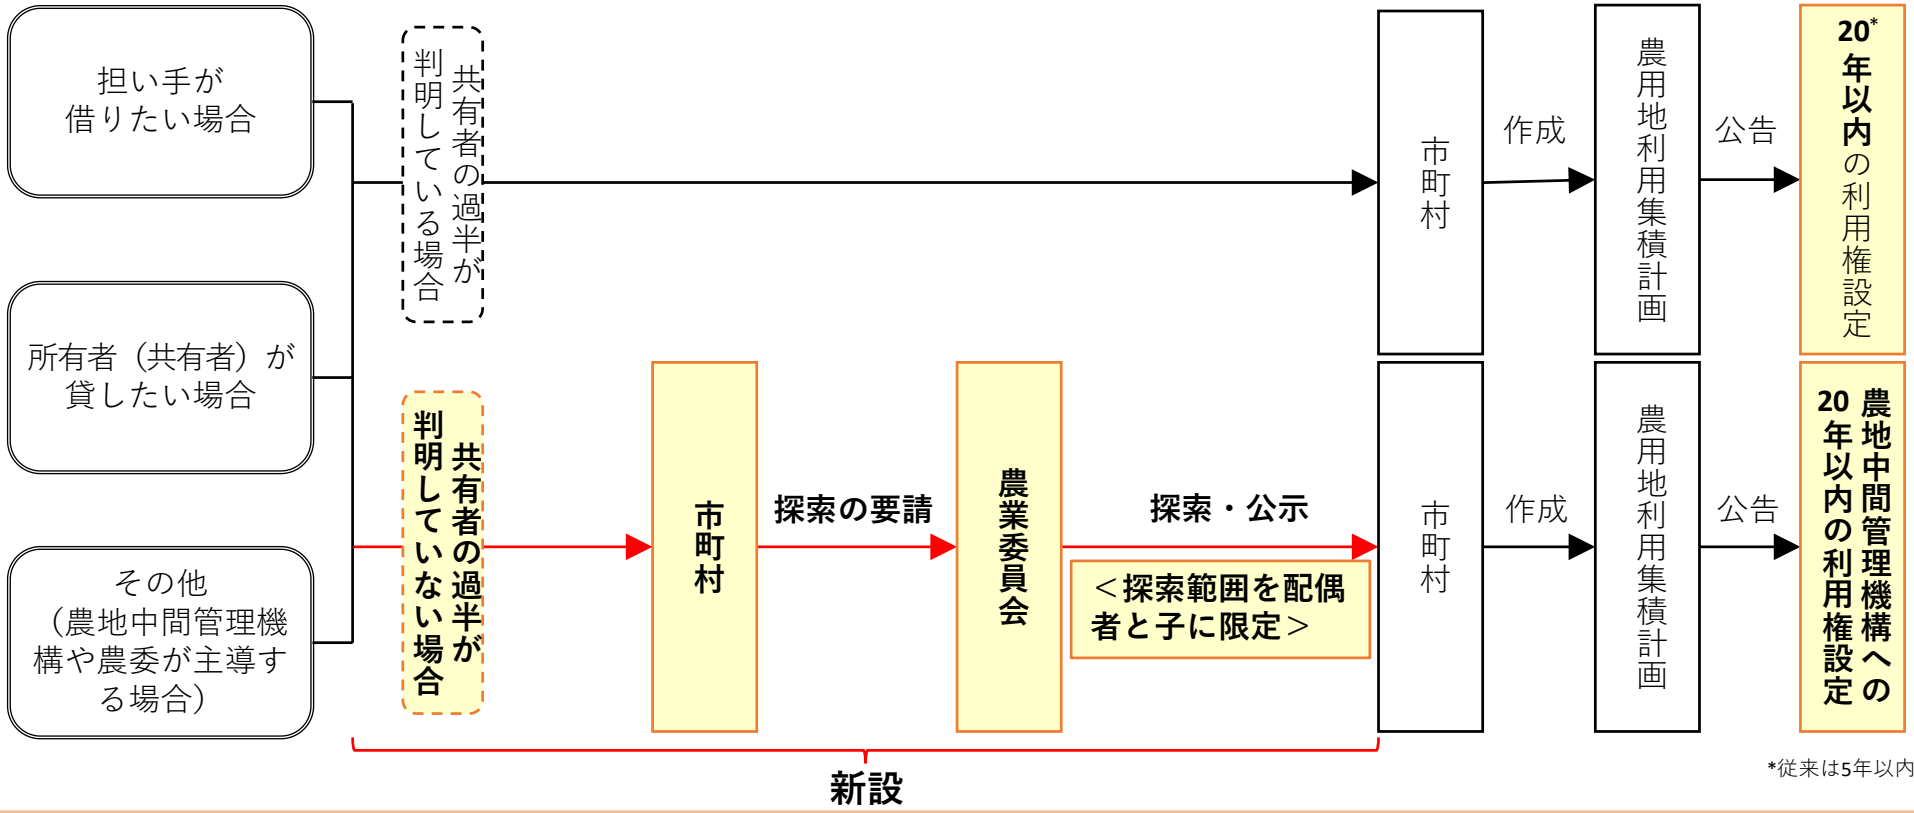 担い手が
借りたい場合
所有者（共有者）が
貸したい場合
その他
（農地中間管理機
構や農委が主導す
る場合）
共有者の過半が
判明している場合
市町村
作成
農用地利用集積計画
公告
20*
年以内の利用権設定
共有者の過半が
判明していない場合
市町村
探索の要請
農業委員会
探索・公示
＜探索範囲を配偶
者と子に限定＞
市町村
作成
農用地利用集積計画
公告
農地中間管理機構への
20年以内の利用権設定
新設
*従来は5年以内